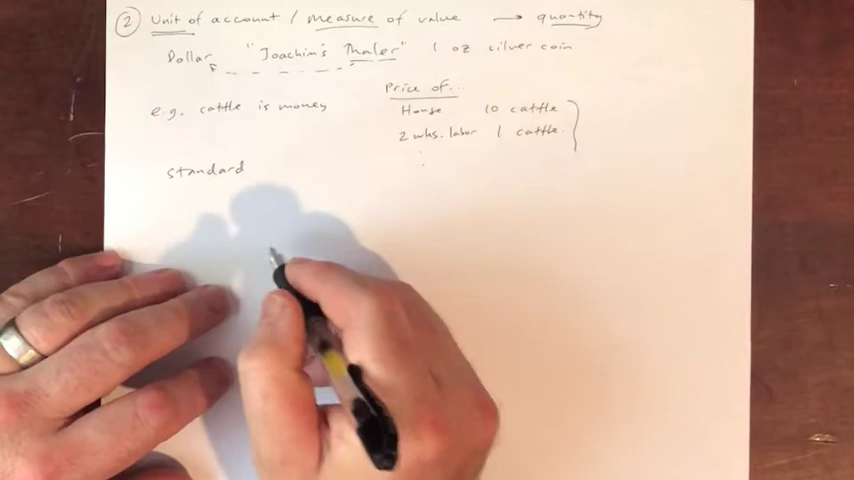 ② Unit of account / measure of value → quantity
Dollar "Joachim's Thaler" 1 oz silver coin
e.g. cattle is money
Price of...
House 10 cattle
2 wks. labor 1 cattle
:
standard